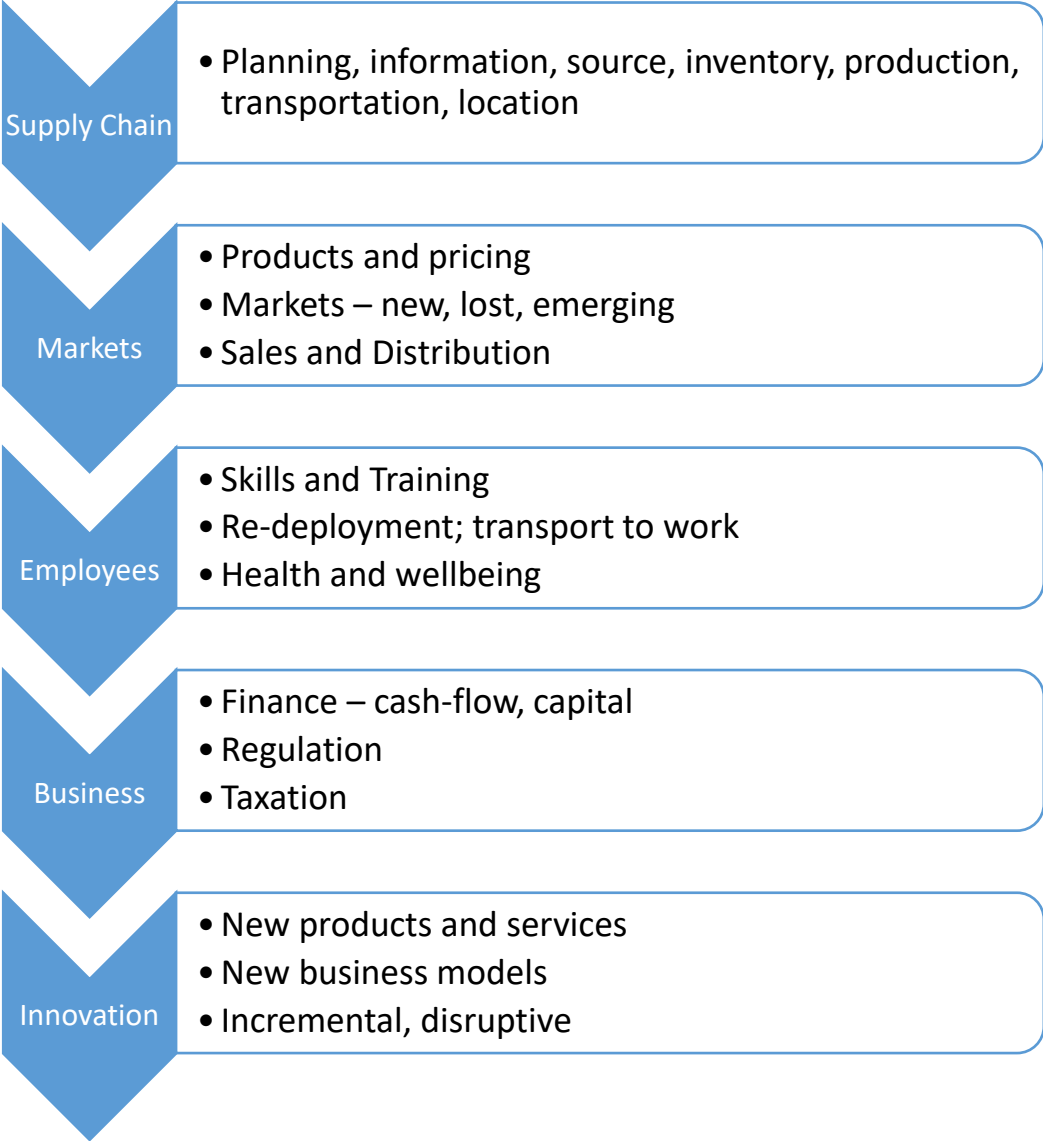 Supply Chain
• Planning, information, source, inventory, production,
transportation, location
Markets
• Products and pricing
• Markets – new, lost, emerging
• Sales and Distribution
Employees
• Skills and Training
• Re-deployment; transport to work
• Health and wellbeing
Business
• Finance – cash-flow, capital
• Regulation
• Taxation
Innovation
• New products and services
• New business models
• Incremental, disruptive